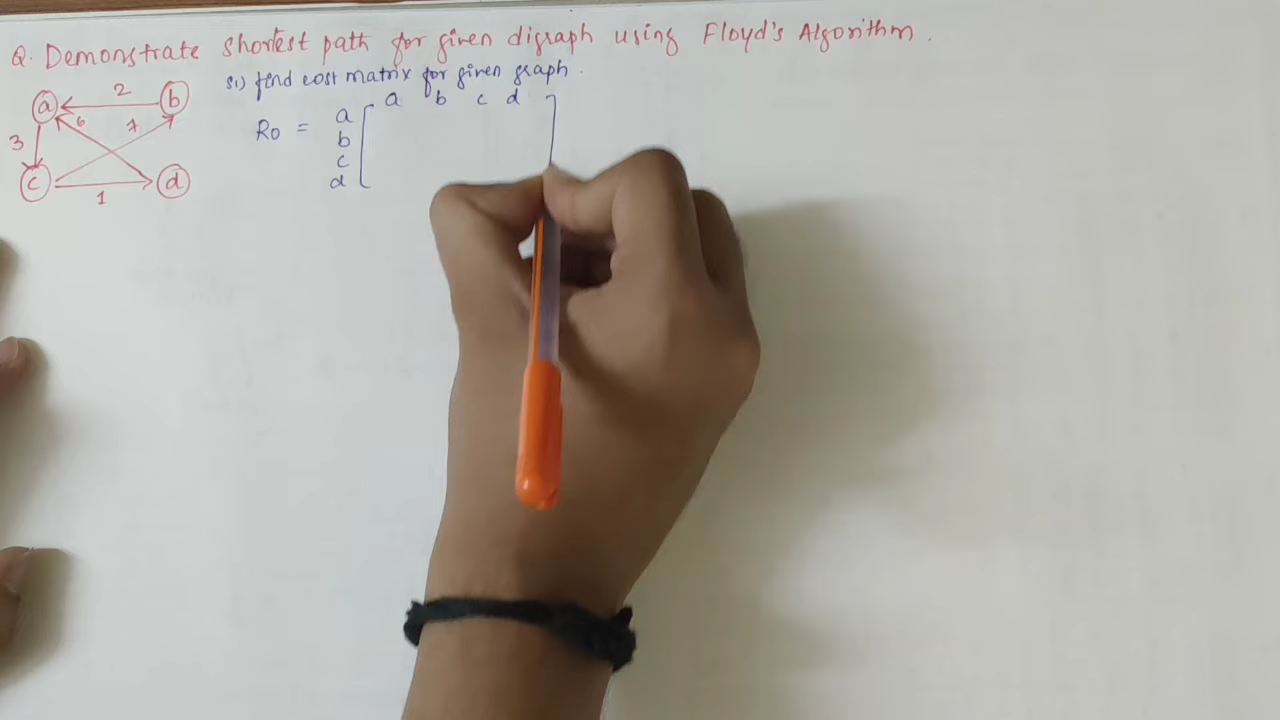 Q. Demonstrate shortest path for given digraph using Floyd's Algorithm.
S1) find cost matrix for given graph.
a 2 b
3 6 7
c 1 d
a b c d
R0 = a
b
c
d